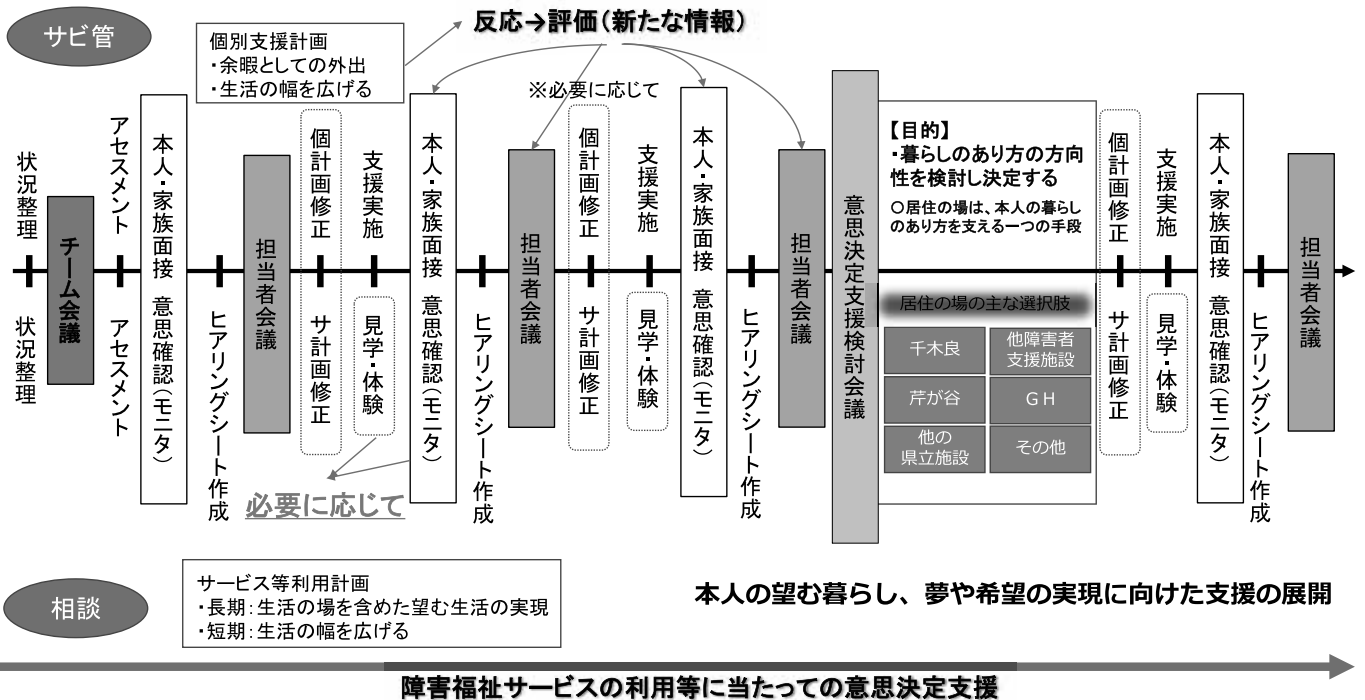 サビ管
個別支援計画
・余暇としての外出
・生活の幅を広げる
反応→評価(新たな情報)
※必要に応じて
状況整理
状況整理
チーム会議
アセスメント
アセスメント
本人・家族面接 意思確認(モニタ)
ヒアリングシート作成
担当者会議
個計画修正
サ計画修正
支援実施
見学・体験
必要に応じて
本人・家族面接 意思確認(モニタ)
ヒアリングシート作成
担当者会議
個計画修正
サ計画修正
支援実施
見学・体験
本人・家族面接 意思確認(モニタ)
ヒアリングシート作成
担当者会議
意思決定支援検討会議
【目的】
・暮らしのあり方の方向
性を検討し決定する
○居住の場は、本人の暮らし
のあり方を支える一つの手段
居住の場の主な選択肢
千木良
他障害者
支援施設
芹が谷
GH
他の
県立施設
その他
個計画修正
サ計画修正
支援実施
見学・体験
本人・家族面接 意思確認(モニタ)
ヒアリングシート作成
担当者会議
相談
サービス等利用計画
・長期:生活の場を含めた望む生活の実現
・短期:生活の幅を広げる
本人の望む暮らし、夢や希望の実現に向けた支援の展開
障害福祉サービスの利用等に当たっての意思決定支援